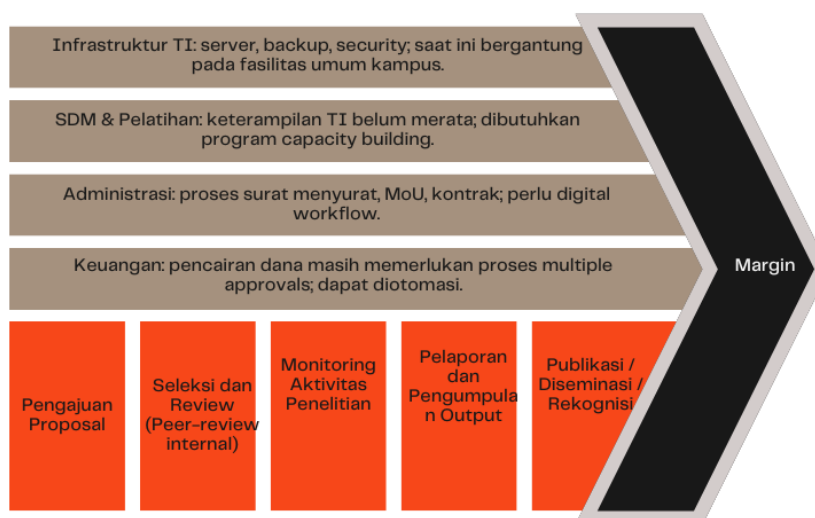 Infrastruktur TI: server, backup, security; saat ini bergantung
pada fasilitas umum kampus.
SDM & Pelatihan: keterampilan TI belum merata; dibutuhkan
program capacity building.
Administrasi: proses surat menyurat, MoU, kontrak; perlu digital
workflow.
Keuangan: pencairan dana masih memerlukan proses multiple
approvals; dapat diotomasi.
Margin
Pengajuan
Proposal
Seleksi dan
Review
(Peer-review
internal)
Monitoring
Aktivitas
Penelitian
Pelaporan
dan
Pengumpula
n Output
Publikasi /
Diseminasi /
Rekognisi